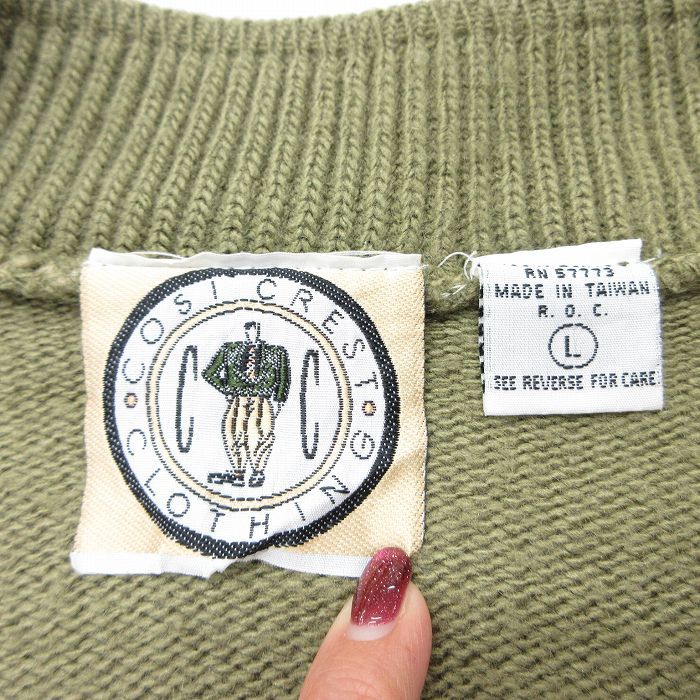 COSI CREST
C C
CLOTHING
RN 57773
MADE IN TAIWAN
R. O. C.
L
SEE REVERSE FOR CARE